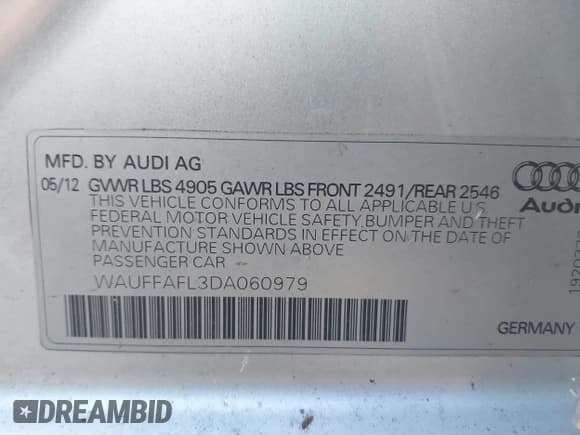 MFD. BY AUDI AG
05/12 GVWR LBS 4905 GAWR LBS FRONT 2491/REAR 2546
THIS VEHICLE CONFORMS TO ALL APPLICABLE U.S.
FEDERAL MOTOR VEHICLE SAFETY, BUMPER AND THEFT
PREVENTION STANDARDS IN EFFECT ON THE DATE OF
MANUFACTURE SHOWN ABOVE
PASSENGER CAR
WAUFFAFL3DA060979
Audi
GERMANY
DREAMBID